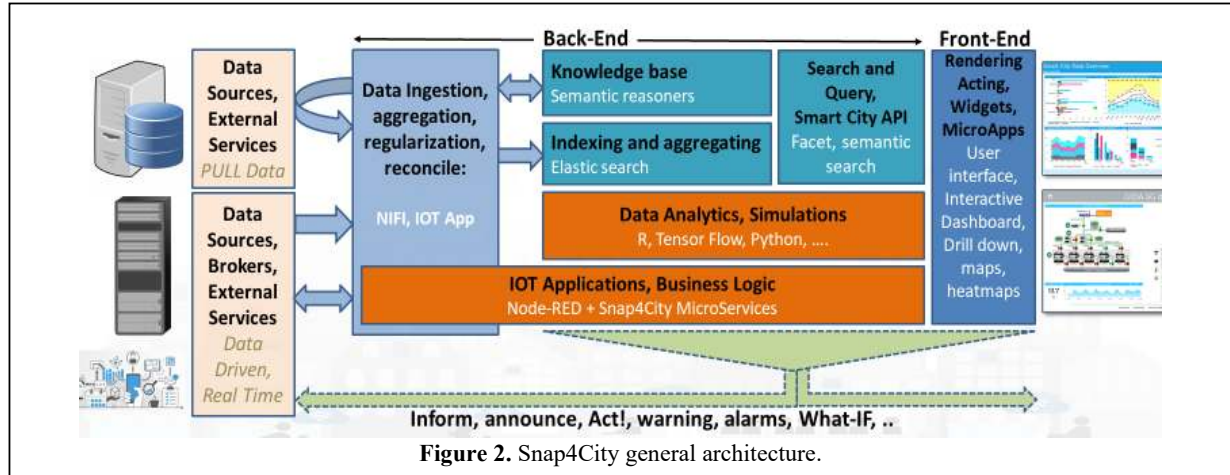 Back-End
Front-End
Data
Sources,
External
Services
PULL Data
Data
Sources,
Brokers,
External
Services
Data
Driven,
Real Time
Data Ingestion,
aggregation,
regularization,
reconcile:
NIFI, IOT App
Knowledge base
Semantic reasoners
Indexing and aggregating
Elastic search
Search and
Query,
Smart City API
Facet, semantic
search
Data Analytics, Simulations
R, Tensor Flow, Python, ....
IOT Applications, Business Logic
Node-RED + Snap4City MicroServices
Rendering
Acting,
Widgets,
MicroApps
User
interface,
Interactive
Dashboard,
Drill down,
maps,
heatmaps
Inform, announce, Act!, warning, alarms, What-IF, ..
Figure 2. Snap4City general architecture.